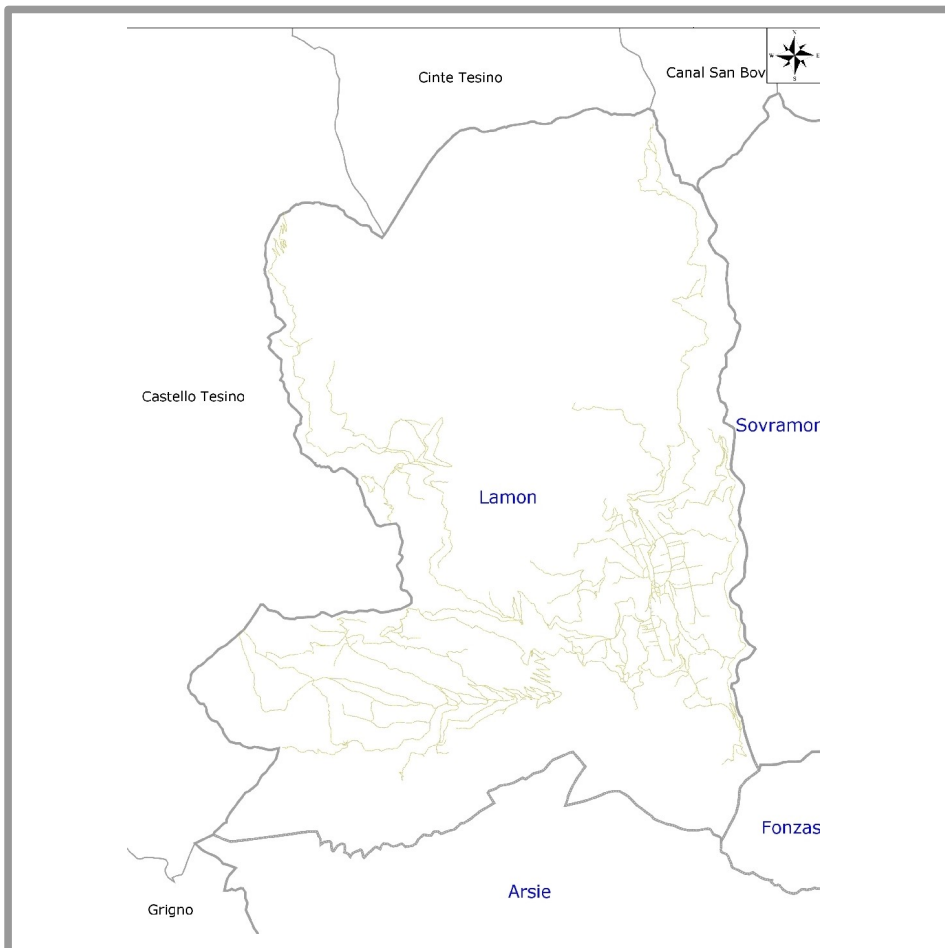 N
W E
S
Cinte Tesino
Canal San Bov
Castello Tesino
Sovramor
Lamon
Fonzas
Arsie
Grigno